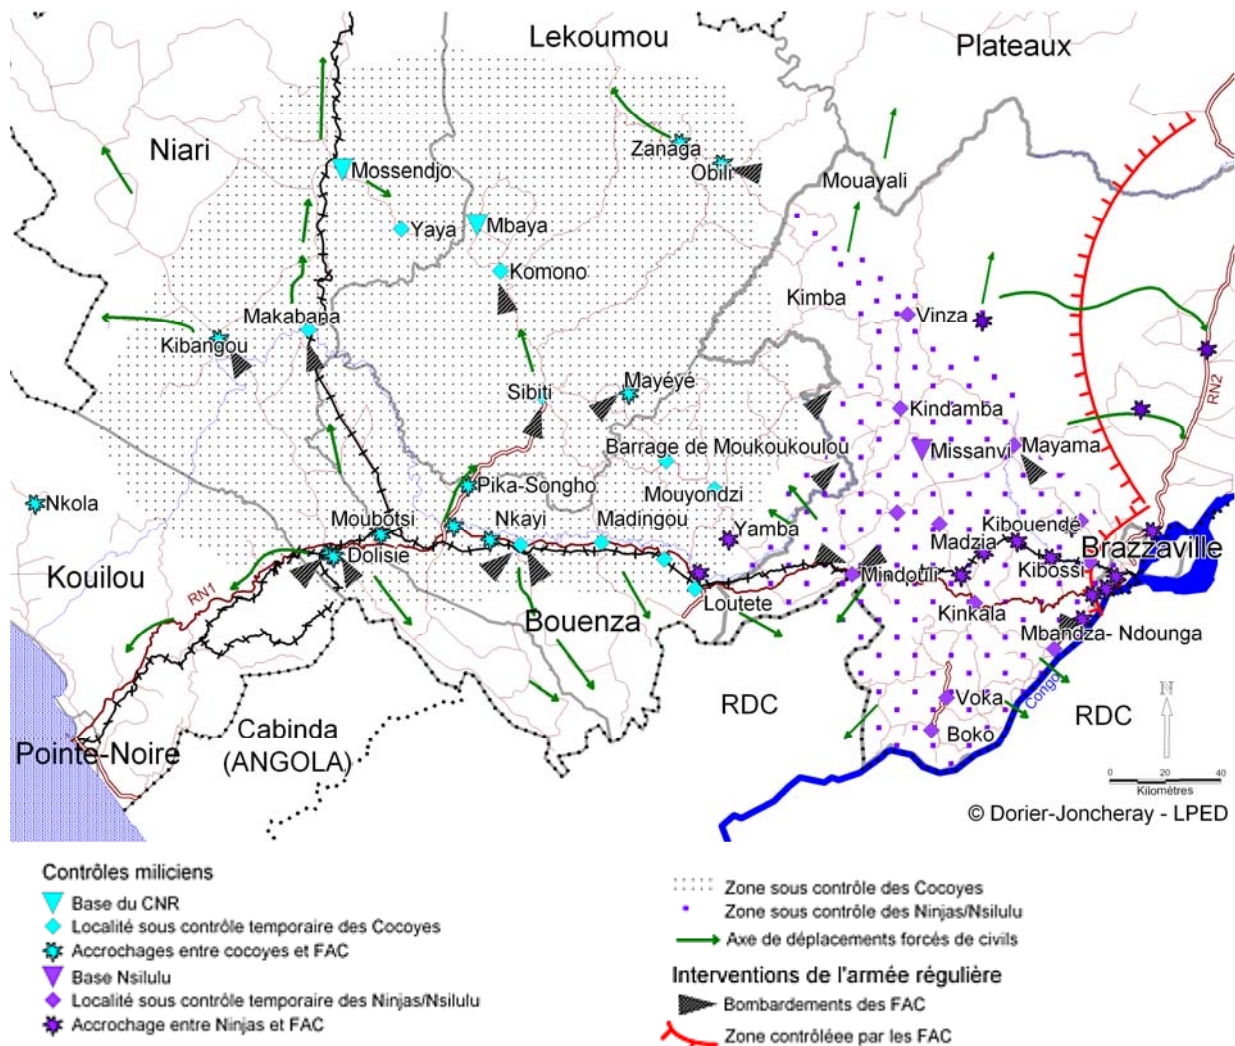 Lekoumou
Plateaux
Niari
Zanaga
Obili
Mossendjo
Mouayali
Yaya
Mbaya
Komono
Kimba
Makabana
Vinza
Kibangou
Mayéyé
Sibiti
RN2
Kindamba
Barrage de Moukoukoulou
Missanvi
Mayama
Pika-Songho
Mouyondzi
Nkola
Moubotsi
Nkayi
Madingou
Yamba
Kibouendé
Madzia
Brazzaville
Dolisie
Kouilou
Kibossi
Mindouli
RN1
Loutete
Kinkala
Bouenza
Mbandza- Ndounga
Congo
RDC
Voka
RDC
N
Cabinda
(ANGOLA)
Pointe-Noire
Boko
0 20 40
Kilomètres
© Dorier-Joncheray - LPED
Contrôles miliciens
Base du CNR
Localité sous contrôle temporaire des Cocoyes
Accrochages entre cocoyes et FAC
Base Nsilulu
Localité sous contrôle temporaire des Ninjas/Nsilulu
Accrochage entre Ninjas et FAC
Zone sous contrôle des Cocoyes
Zone sous contrôle des Ninjas/Nsilulu
Axe de déplacements forcés de civils
Interventions de l'armée régulière
Bombardements des FAC
Zone contrôléee par les FAC